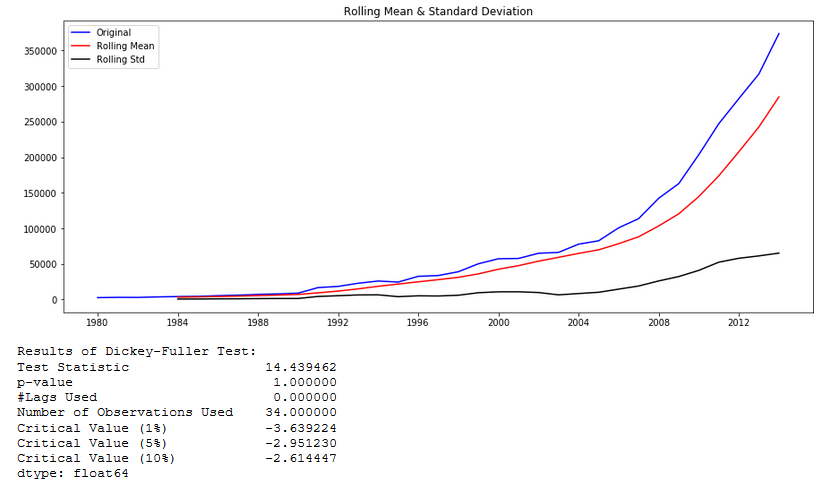 Rolling Mean & Standard Deviation
Original
Rolling Mean
Rolling Std
350000
300000
250000
200000
150000
100000
50000
0
1980 1984 1988 1992 1996 2000 2004 2008 2012
Results of Dickey-Fuller Test:
Test Statistic 14.439462
p-value 1.000000
#Lags Used 0.000000
Number of Observations Used 34.000000
Critical Value (1%) -3.639224
Critical Value (5%) -2.951230
Critical Value (10%) -2.614447
dtype: float64